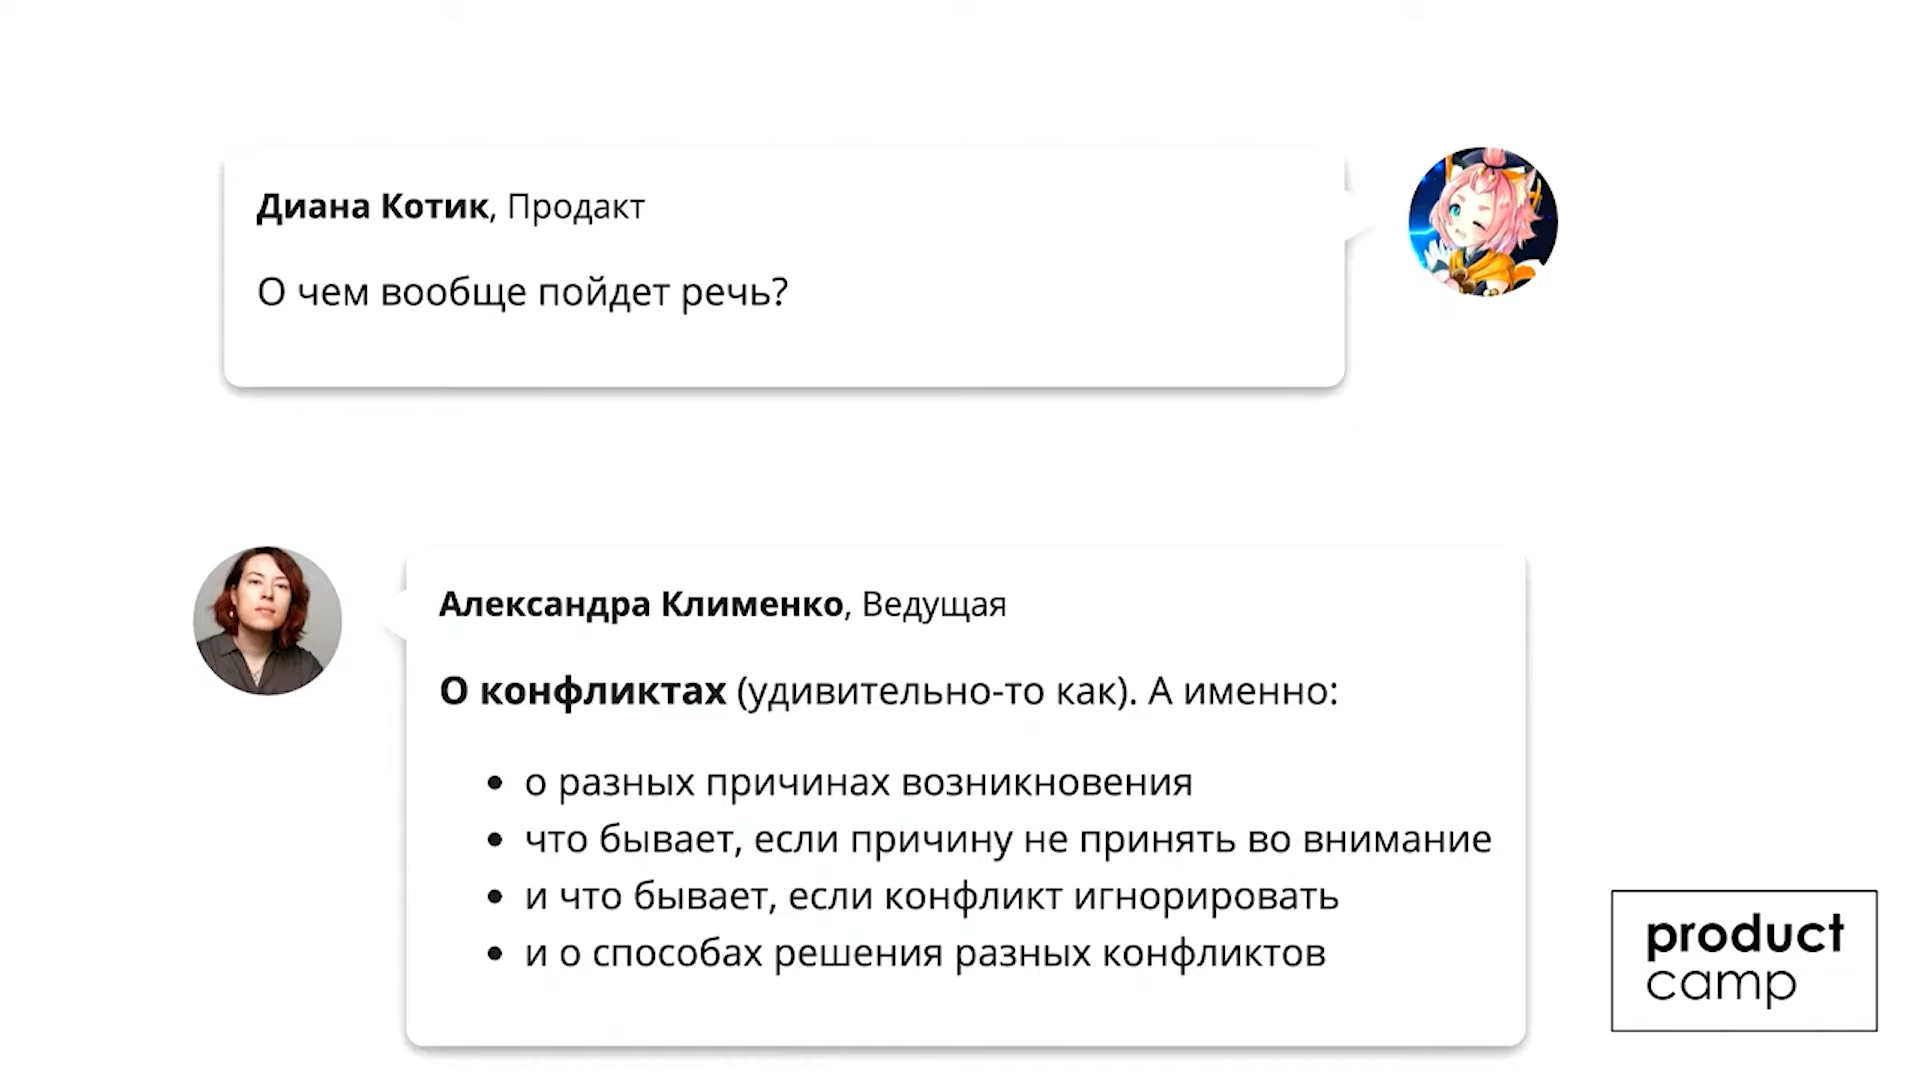 Диана Котик, Продакт
О чем вообще пойдет речь?
Александра Клименко, Ведущая
О конфликтах (удивительно-то как). А именно:
• о разных причинах возникновения
• что бывает, если причину не принять во внимание
• и что бывает, если конфликт игнорировать
• и о способах решения разных конфликтов
product
camp